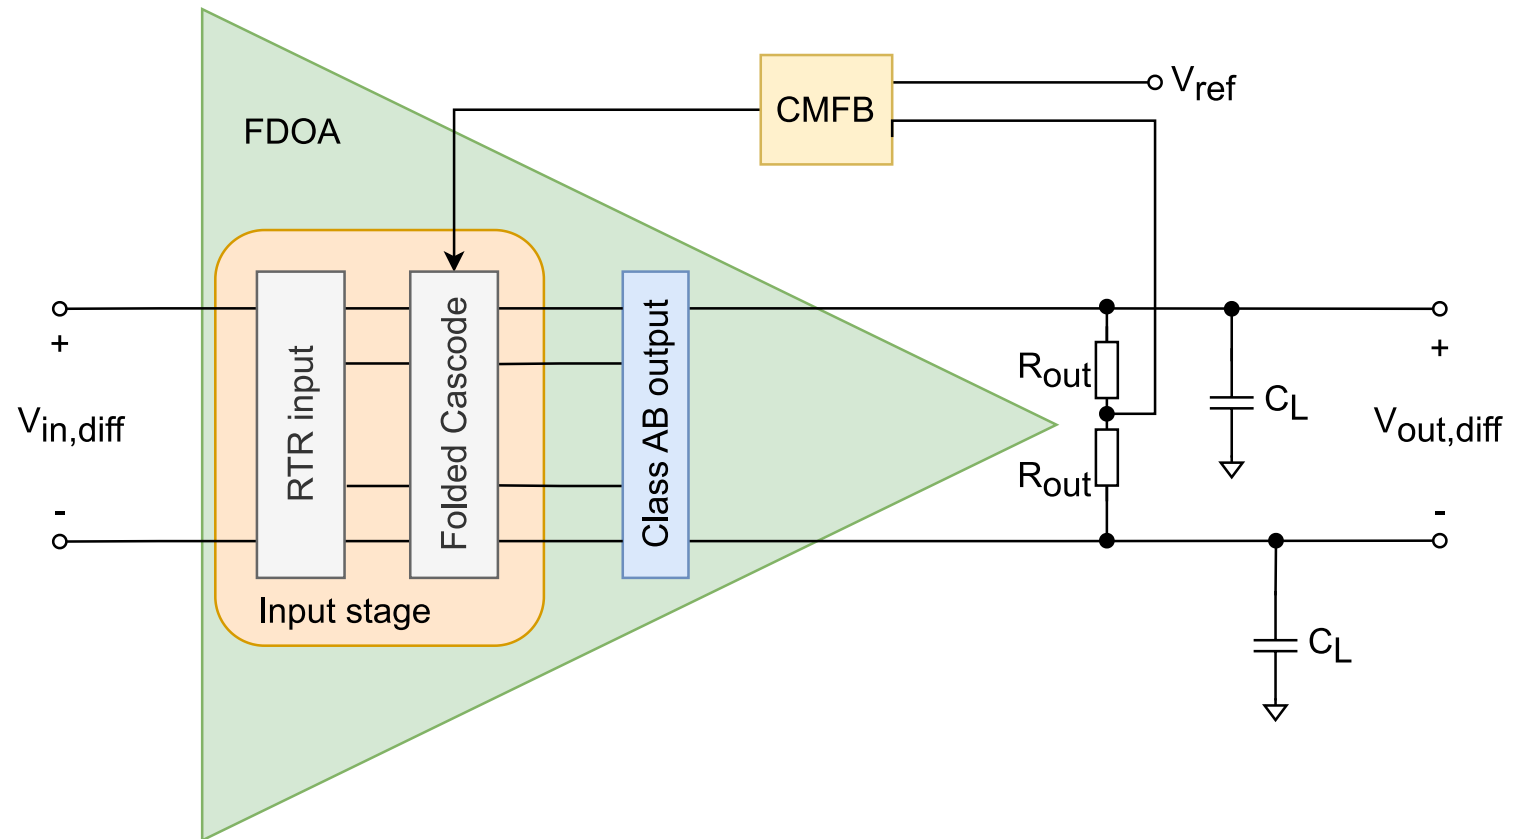 FDOA
CMFB
Vref
+
Vin,diff
-
RTR input
Folded Cascode
Input stage
Class AB output
Rout
Rout
CL
CL
+
Vout,diff
-